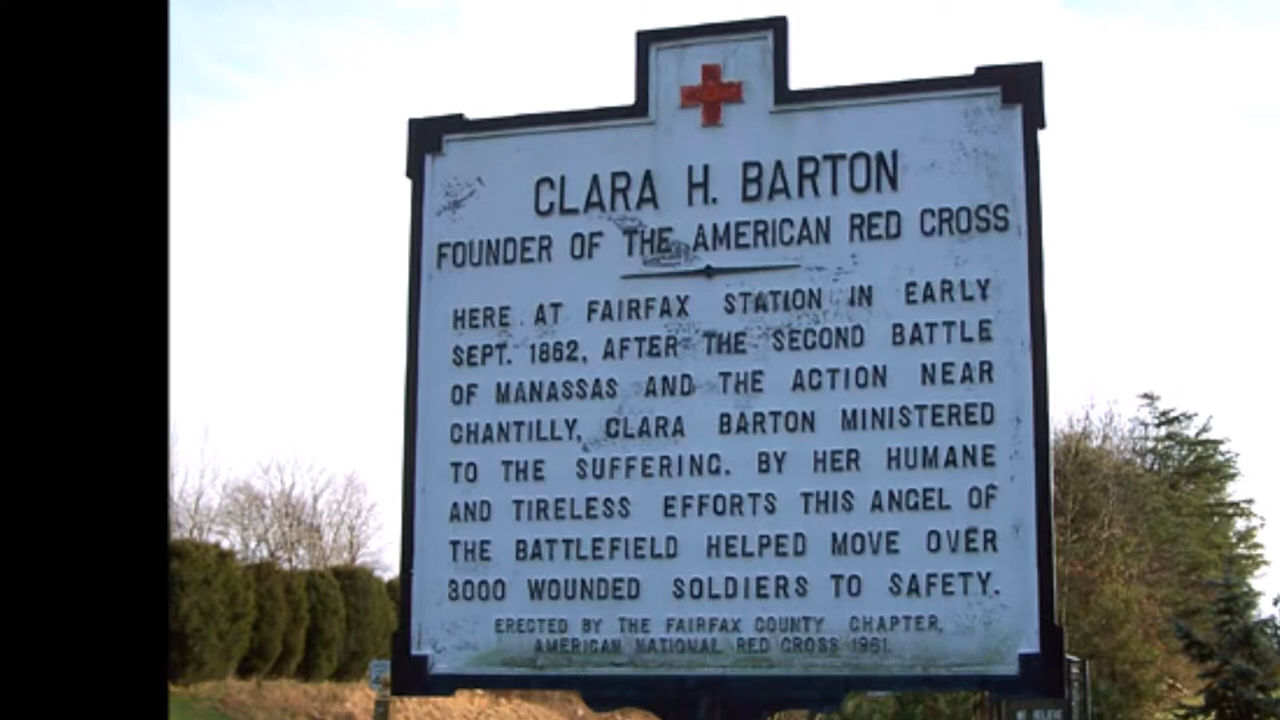 CLARA H. BARTON
FOUNDER OF THE AMERICAN RED CROSS
HERE AT FAIRFAX STATION IN EARLY
SEPT. 1862, AFTER THE SECOND BATTLE
OF MANASSAS AND THE ACTION NEAR
CHANTILLY, CLARA BARTON MINISTERED
TO THE SUFFERING. BY HER HUMANE
AND TIRELESS EFFORTS THIS ANGEL OF
THE BATTLEFIELD HELPED MOVE OVER
3000 WOUNDED SOLDIERS TO SAFETY.
ERECTED BY THE FAIRFAX COUNTY CHAPTER,
AMERICAN NATIONAL RED CROSS 1961.